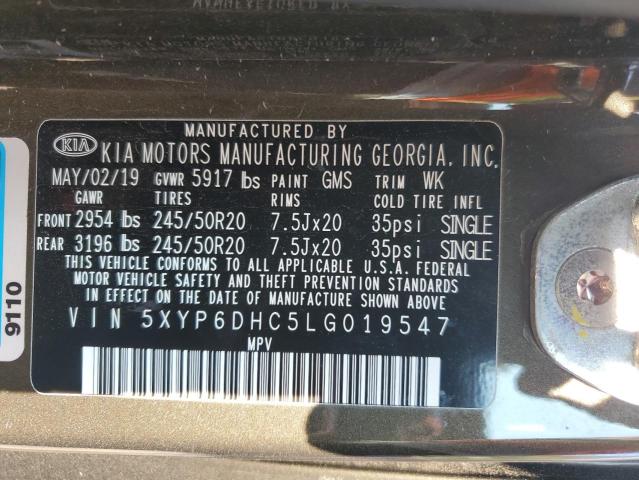 MANUFACTURED BY
KIA KIA MOTORS MANUFACTURING GEORGIA, INC.
MAY/02/19 GVWR 5917 lbs PAINT GMS TRIM WK
GAWR TIRES RIMS COLD TIRE INFL
FRONT 2954 lbs 245/50R20 7.5Jx20 35psi SINGLE
REAR 3196 lbs 245/50R20 7.5Jx20 35psi SINGLE
THIS VEHICLE CONFORMS TO ALL APPLICABLE U.S.A. FEDERAL
MOTOR VEHICLE SAFETY AND THEFT PREVENTION STANDARDS
IN EFFECT ON THE DATE OF MANUFACTURE SHOWN ABOVE.
VIN 5XYP6DHC5LG019547
MPV
9110